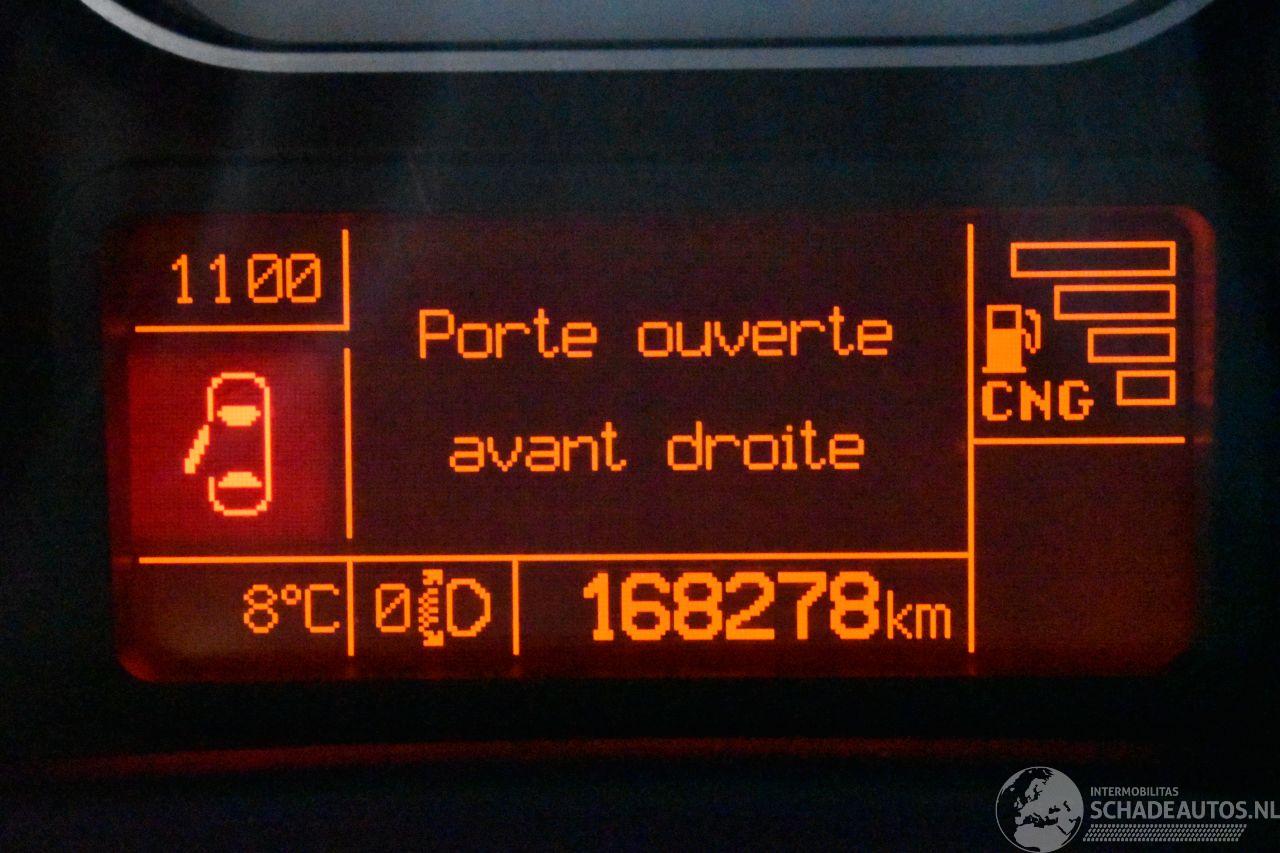 1100
Porte ouverte
avant droite
CNG
8°C
0
168278km
INTERMOBILITAS
SCHADEAUTOS.NL